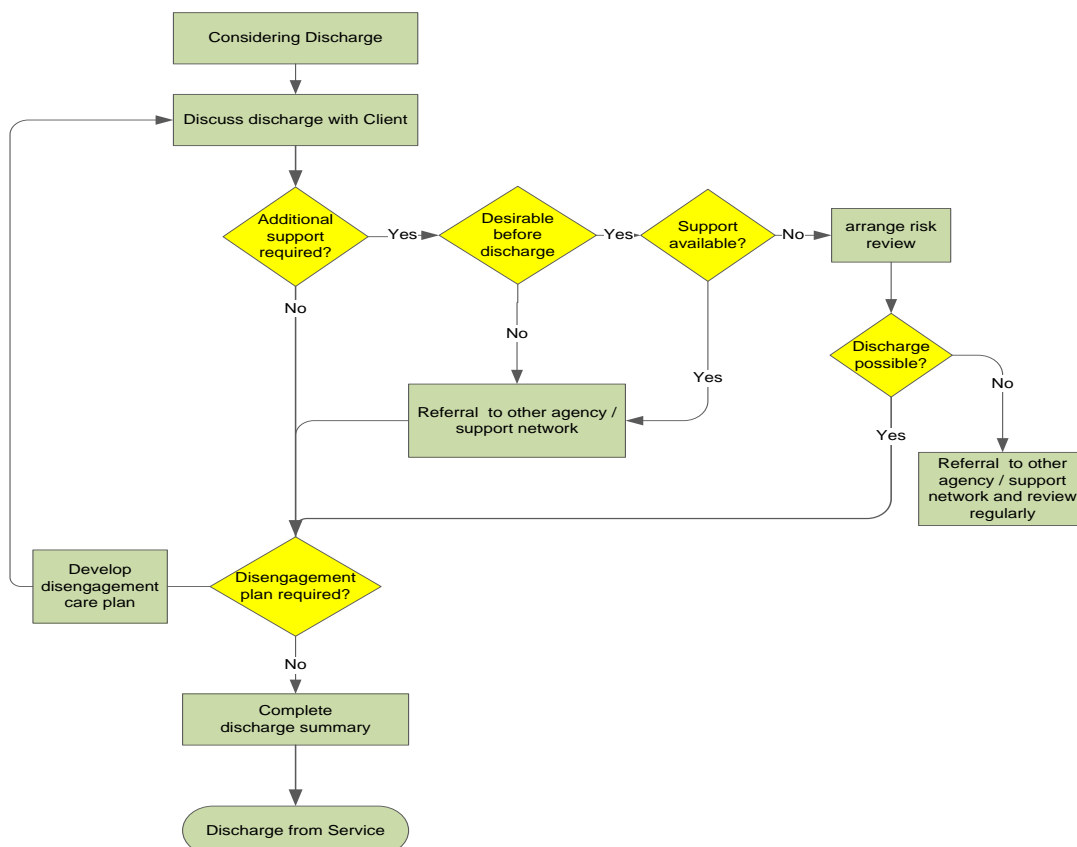 Considering Discharge
Discuss discharge with Client
Additional
support
required?
Yes
Desirable
before
discharge
Yes
Support
available?
No
arrange risk
review
No
No
Yes
Discharge
possible?
No
Yes
Referral  to other agency /
support network
Referral  to other
agency / support
network and review
regularly
Develop
disengagement
care plan
Disengagement
plan required?
No
Complete
discharge summary
Discharge from Service